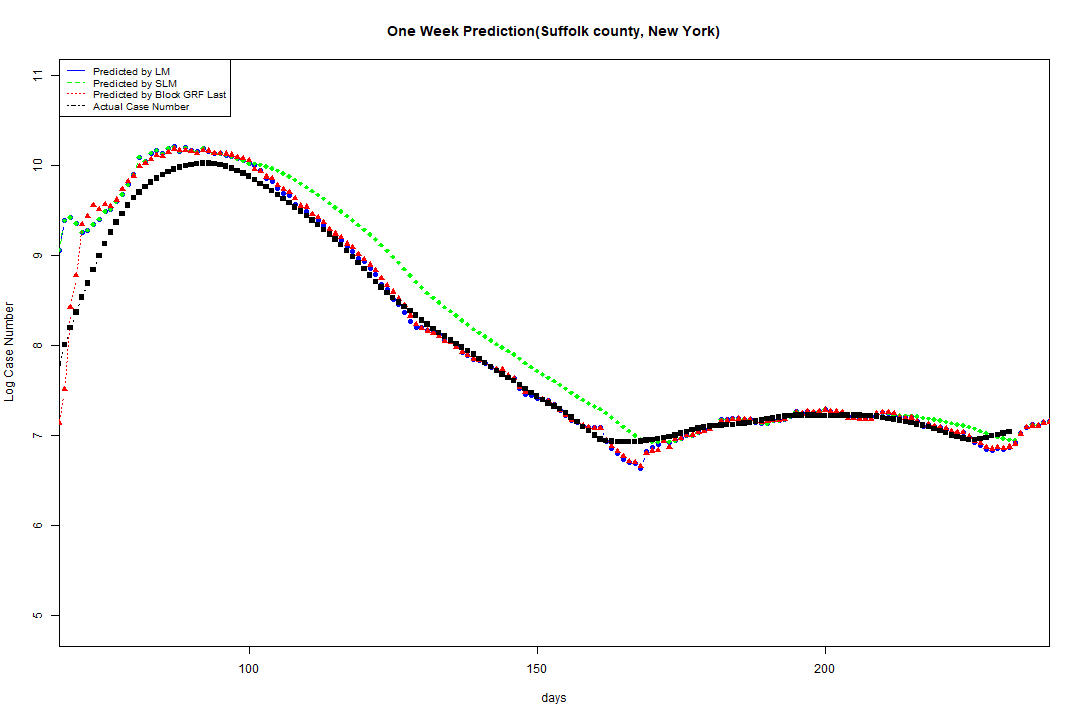 One Week Prediction(Suffolk county, New York)
Predicted by LM
Predicted by SLM
Predicted by Block GRF Last
Actual Case Number
11
10
9
8
7
6
5
Log Case Number
100 150 200
days